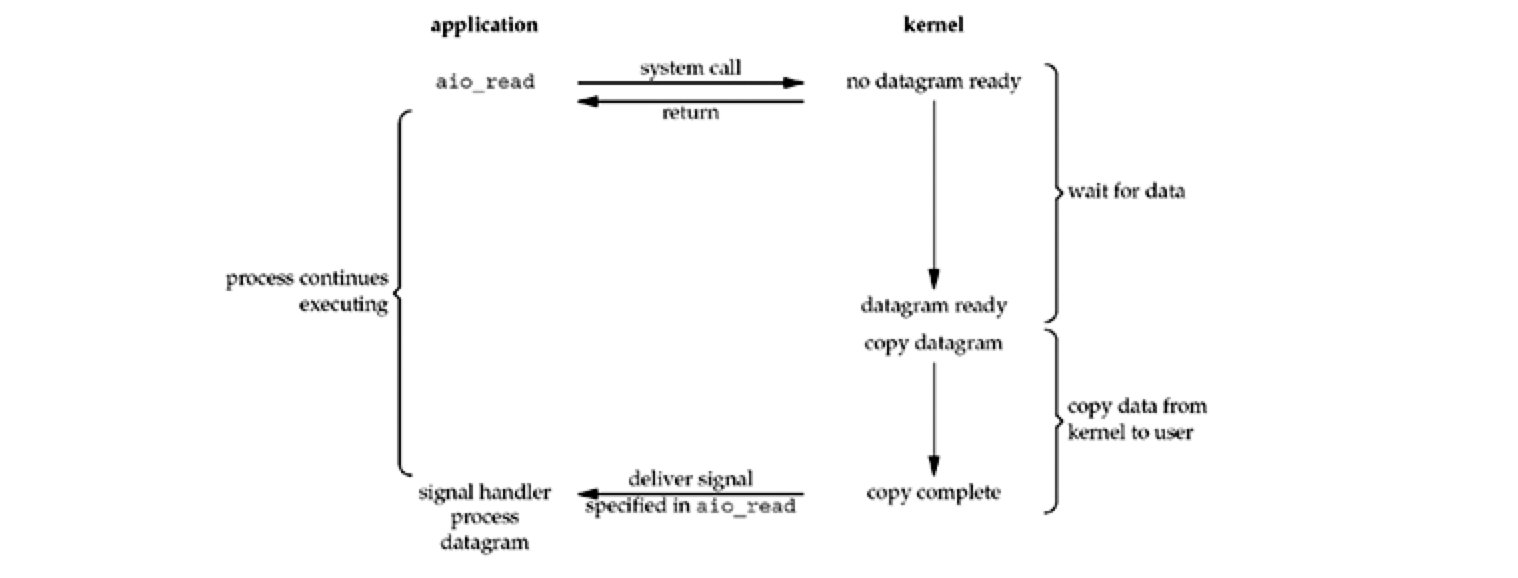 application
kernel
aio_read
system call
no datagram ready
return
wait for data
process continues
executing
datagram ready
copy datagram
copy data from
kernel to user
deliver signal
signal handler
specified in aio_read
copy complete
process
datagram